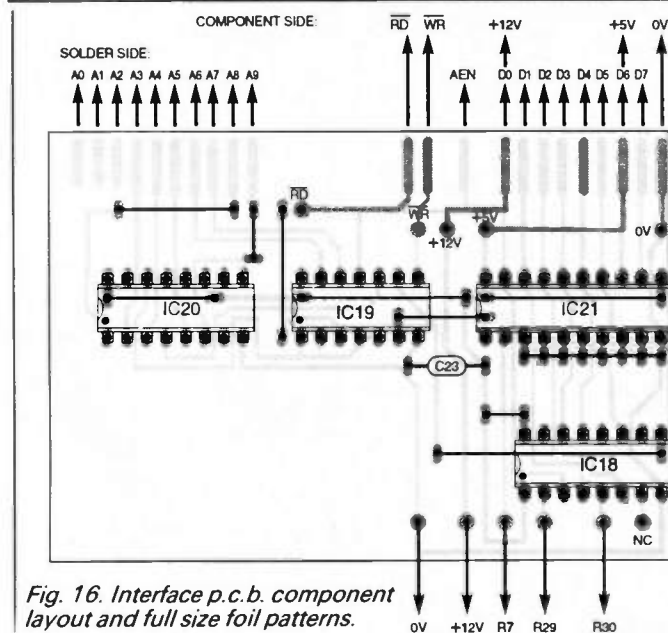 COMPONENT SIDE: RD WR +12V +5V 0V
SOLDER SIDE:
A0 A1 A2 A3 A4 A5 A6 A7 A8 A9 AEN D0 D1 D2 D3 D4 D5 D6 D7
RD
WR
+12V
+5V
0V
IC20 IC19 IC21
C23
IC18
NC
Fig. 16. Interface p.c.b. component
layout and full size foil patterns.
0V +12V R7 R29 R30